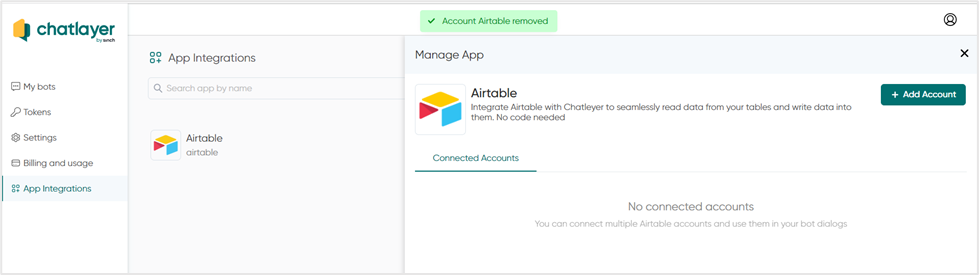 chatlayer
by sinch
Account Airtable removed
My bots
Tokens
Settings
Billing and usage
App Integrations
App Integrations
Search app by name
Airtable
airtable
Manage App
Airtable
Integrate Airtable with Chatleyer to seamlessly read data from your tables and write data into
them. No code needed
+ Add Account
Connected Accounts
No connected accounts
You can connect multiple Airtable accounts and use them in your bot dialogs